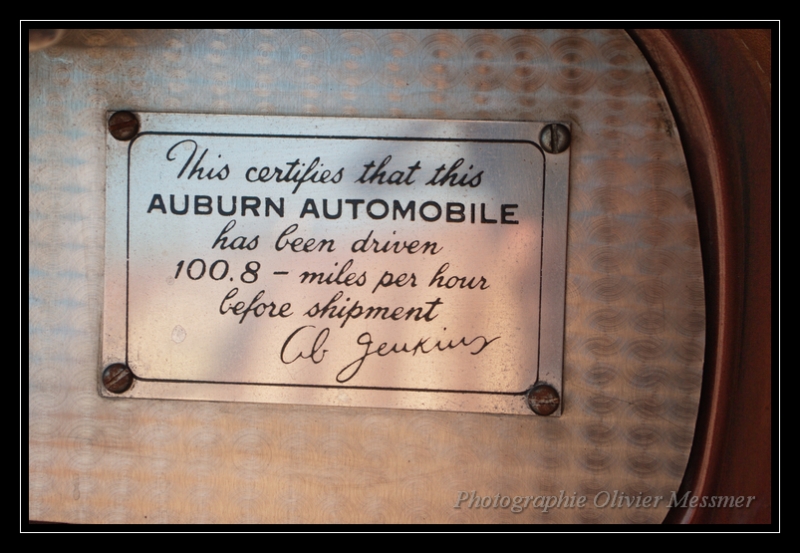 This certifies that this
AUBURN AUTOMOBILE
has been driven
100.8 - miles per hour
before shipment
Ab Jenkins
Photographie Olivier Messmer